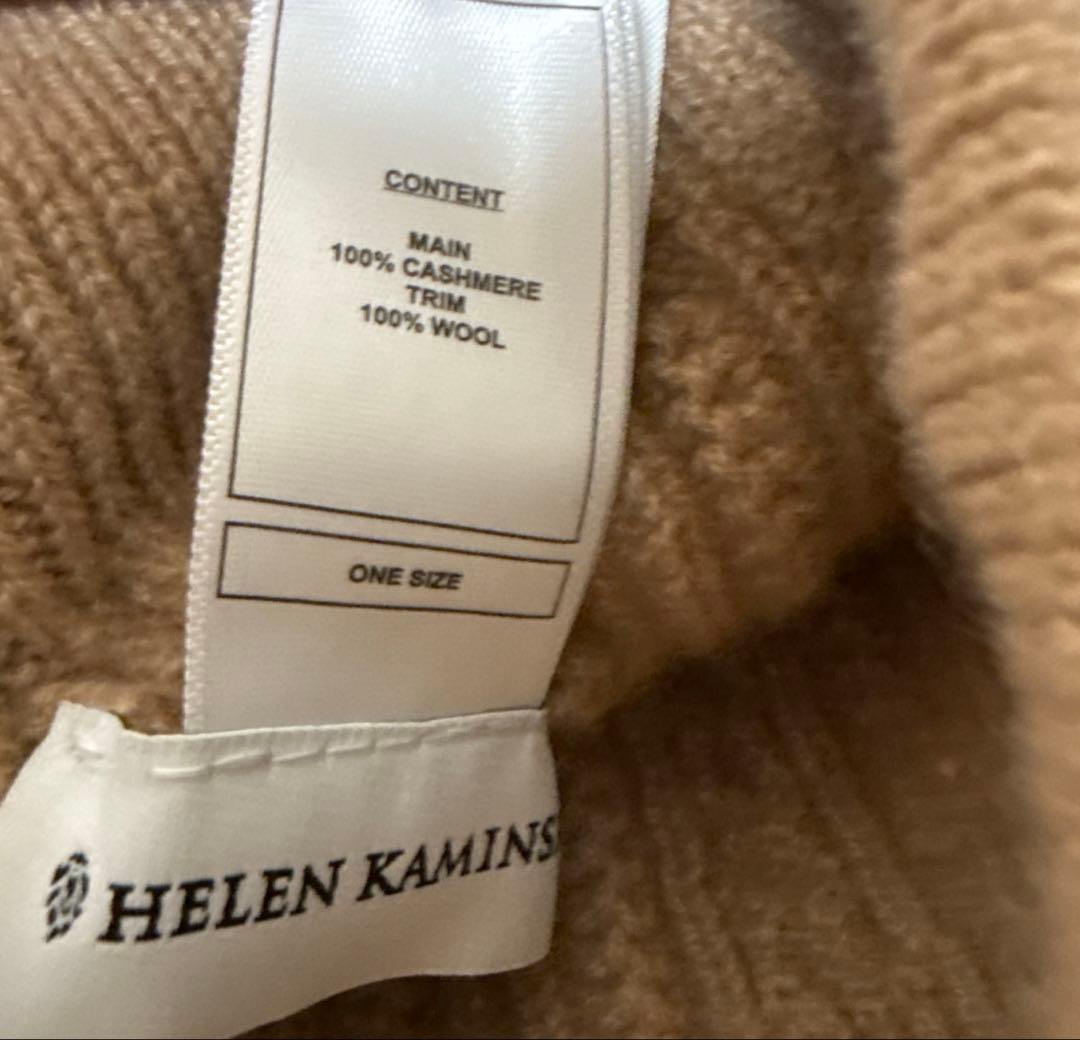 CONTENT
MAIN
100% CASHMERE
TRIM
100% WOOL
ONE SIZE
HELEN KAMINS